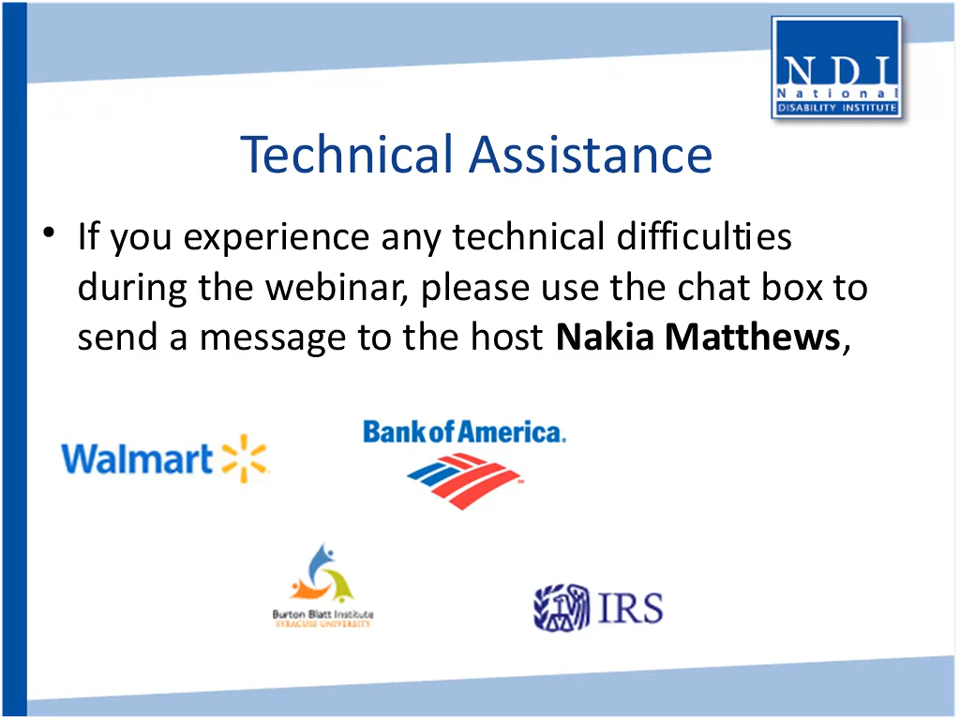 NDI
National
DISABILITY INSTITUTE
Technical Assistance
• If you experience any technical difficulties
during the webinar, please use the chat box to
send a message to the host Nakia Matthews,
Walmart
Bank of America.
Burton Blatt Institute
SYRACUSE UNIVERSITY
IRS